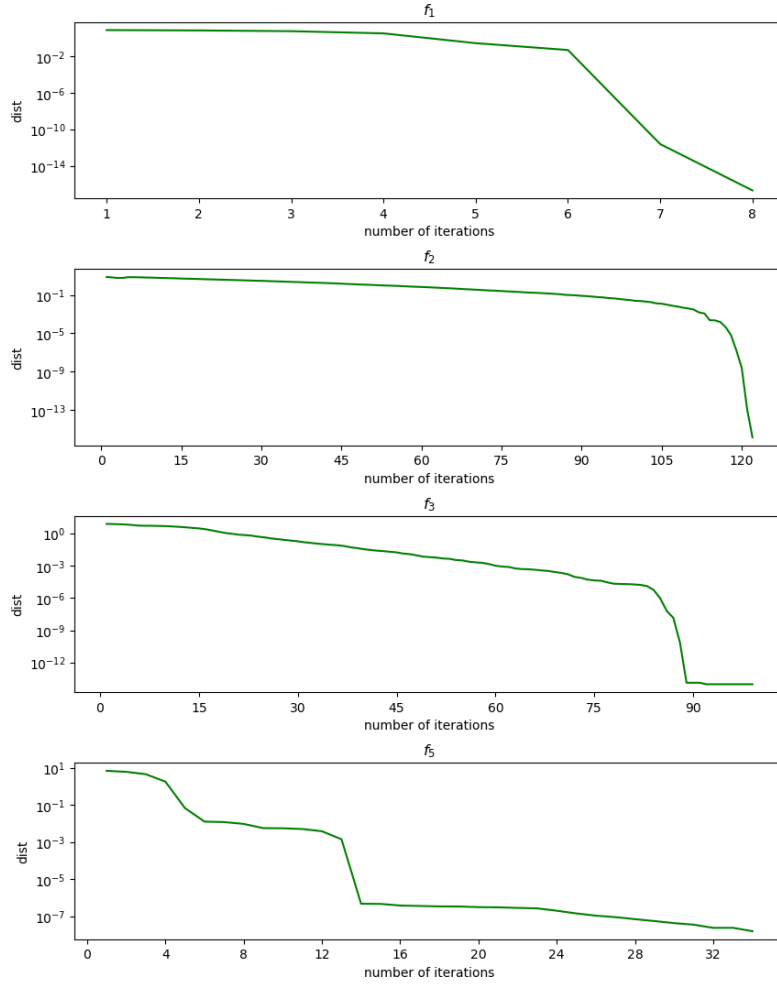 f₁
10⁻²
10⁻⁶
10⁻¹⁰
10⁻¹⁴
dist
1 2 3 4 5 6 7 8
number of iterations
f₂
10⁻¹
10⁻⁵
10⁻⁹
10⁻¹³
dist
0 15 30 45 60 75 90 105 120
number of iterations
f₃
10⁰
10⁻³
10⁻⁶
10⁻⁹
10⁻¹²
dist
0 15 30 45 60 75 90
number of iterations
f₅
10¹
10⁻¹
10⁻³
10⁻⁵
10⁻⁷
dist
0 4 8 12 16 20 24 28 32
number of iterations